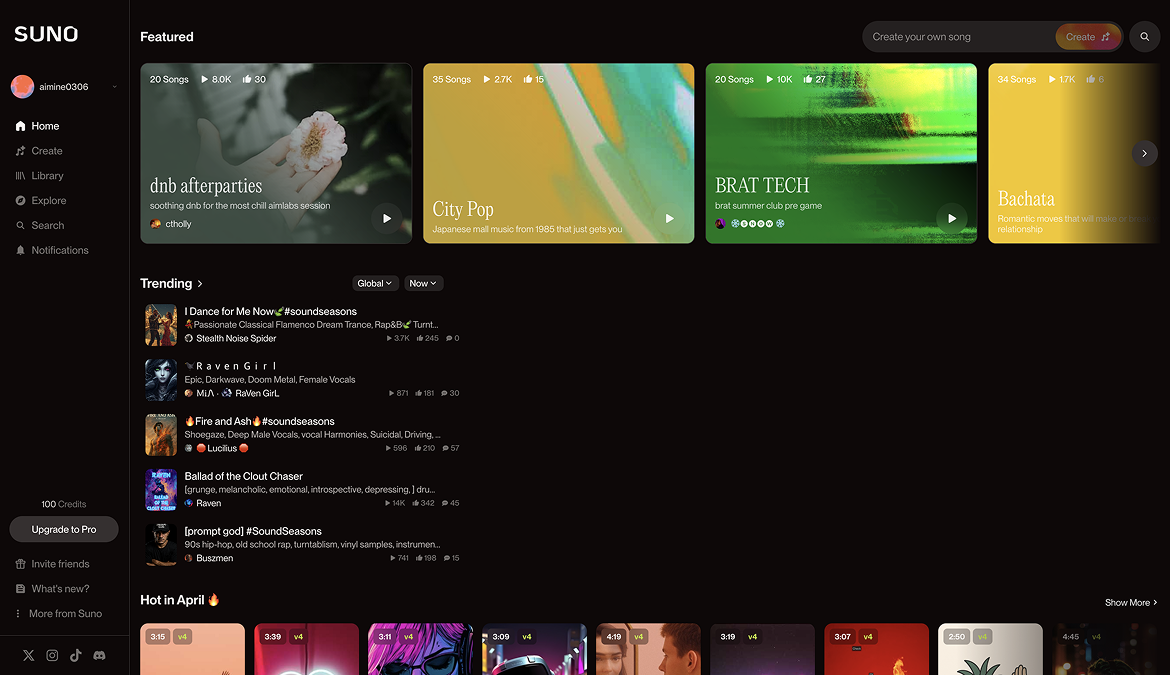 SUNO
aimine0306
Home
Create
Library
Explore
Search
Notifications
100 Credits
Upgrade to Pro
Invite friends
What's new?
More from Suno
Featured
Create your own song
Create
20 Songs 8.0K 30
dnb afterparties
soothing dnb for the most chill aimlabs session
ctholly
35 Songs 2.7K 15
City Pop
Japanese mall music from 1985 that just gets you
20 Songs 10K 27
BRAT TECH
brat summer club pre game
❄🅢🅝🅞🅦❄
34 Songs 1.7K 6
Bachata
Romantic moves that will make or
relationship
Trending
Global
Now
I Dance for Me Now🌿#soundseasons
💃Passionate Classical Flamenco Dream Trance, Rap&B🌿 Turnt...
Stealth Noise Spider
3.7K 245 0
R a v e n G i r l
Epic, Darkwave, Doom Metal, Female Vocals
RaVen GirL
871 181 30
🔥Fire and Ash🔥#soundseasons
Shoegaze, Deep Male Vocals, vocal Harmonies, Suicidal, Driving, ...
Lucilius
596 210 57
RAVEN
BALLAD
OF THE
CLOUT CHASER
Ballad of the Clout Chaser
[grunge, melancholic, emotional, introspective, depressing, ] dru...
Raven
14K 342 45
[prompt god] #SoundSeasons
90s hip-hop, old school rap, turntablism, vinyl samples, instrumen...
Buszmen
741 198 15
Hot in April 🔥
Show More
3:15 v4
3:39 v4
3:11 v4
3:09 v4
4:19 v4
3:19 v4
3:07 v4
2:50 v4
4:45 v4